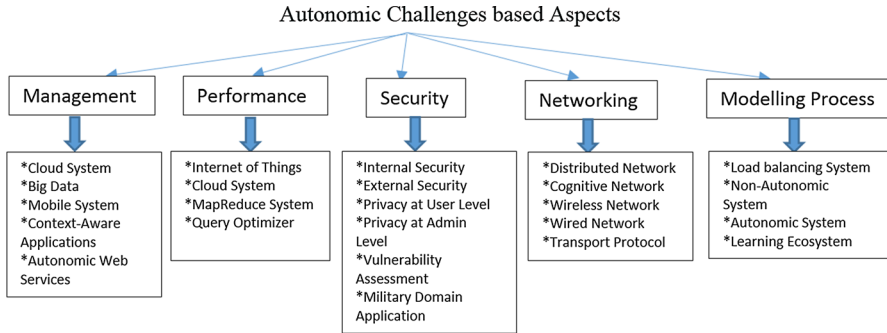 Autonomic Challenges based Aspects
Management
Performance
Security
Networking
Modelling Process
*Cloud System
*Big Data
*Mobile System
*Context-Aware
Applications
*Autonomic Web
Services
*Internet of Things
*Cloud System
*MapReduce System
*Query Optimizer
*Internal Security
*External Security
*Privacy at User Level
*Privacy at Admin
Level
*Vulnerability
Assessment
*Military Domain
Application
*Distributed Network
*Cognitive Network
*Wireless Network
*Wired Network
*Transport Protocol
*Load balancing System
*Non-Autonomic
System
*Autonomic System
*Learning Ecosystem